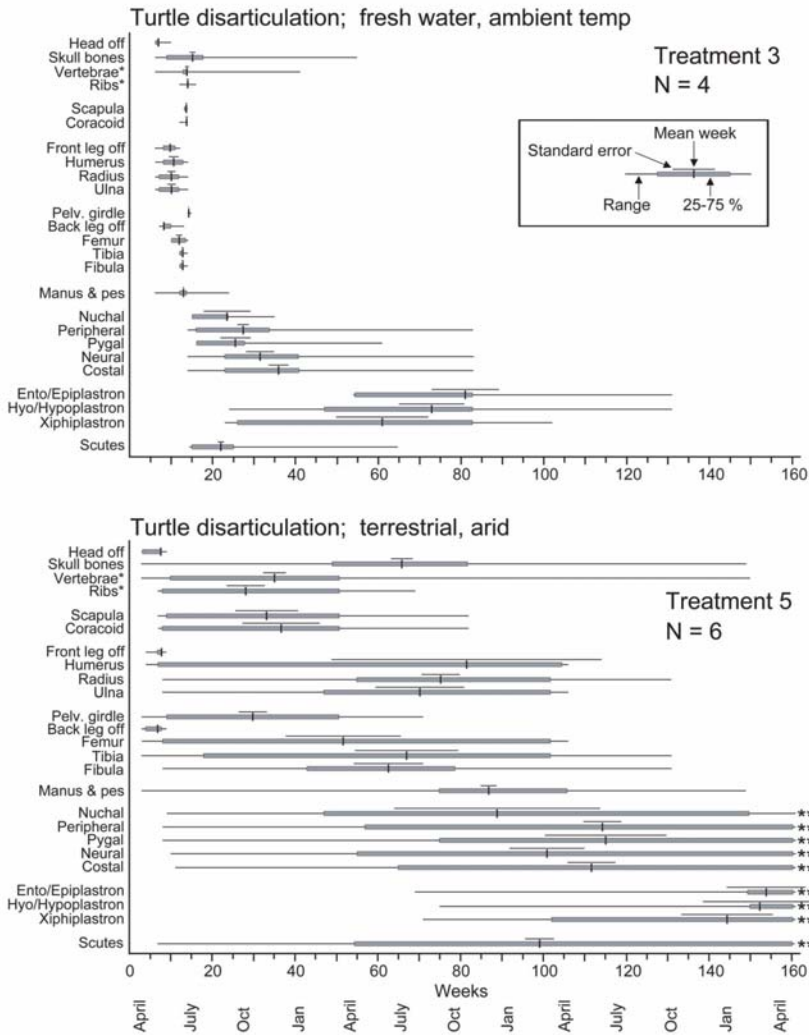 Turtle disarticulation; fresh water, ambient temp
Treatment 3
N = 4
Mean week
Standard error
Range
25-75 %
Head off
Skull bones
Vertebrae*
Ribs*
Scapula
Coracoid
Front leg off
Humerus
Radius
Ulna
Pelv. girdle
Back leg off
Femur
Tibia
Fibula
Manus & pes
Nuchal
Peripheral
Pygal
Neural
Costal
Ento/Epiplastron
Hyo/Hypoplastron
Xiphiplastron
Scutes
20 40 60 80 100 120 140 160
Turtle disarticulation; terrestrial, arid
Treatment 5
N = 6
Head off
Skull bones
Vertebrae*
Ribs*
Scapula
Coracoid
Front leg off
Humerus
Radius
Ulna
Pelv. girdle
Back leg off
Femur
Tibia
Fibula
Manus & pes
Nuchal **
Peripheral **
Pygal **
Neural **
Costal **
Ento/Epiplastron **
Hyo/Hypoplastron **
Xiphiplastron **
Scutes **
0 20 40 60 80 100 120 140 160
Weeks
April July Oct Jan April July Oct Jan April July Oct Jan April